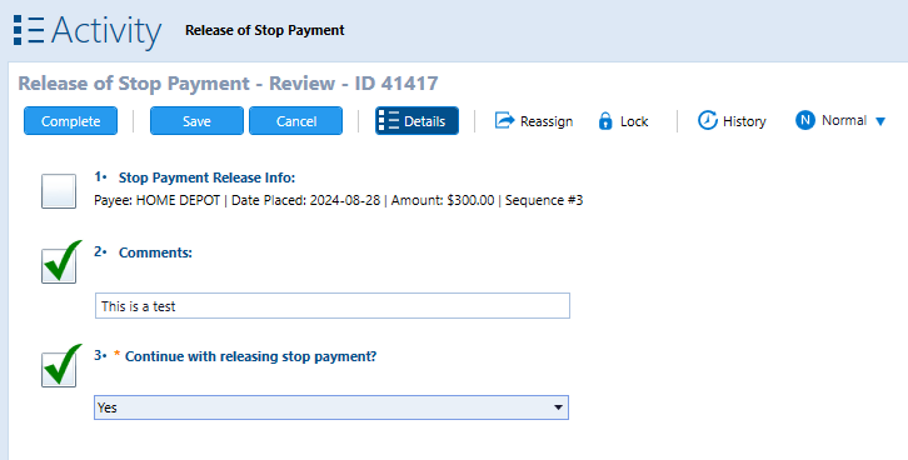 Activity Release of Stop Payment
Release of Stop Payment - Review - ID 41417
Complete Save Cancel Details Reassign Lock History N Normal
1• Stop Payment Release Info:
Payee: HOME DEPOT | Date Placed: 2024-08-28 | Amount: $300.00 | Sequence #3
2• Comments:
This is a test
3• * Continue with releasing stop payment?
Yes